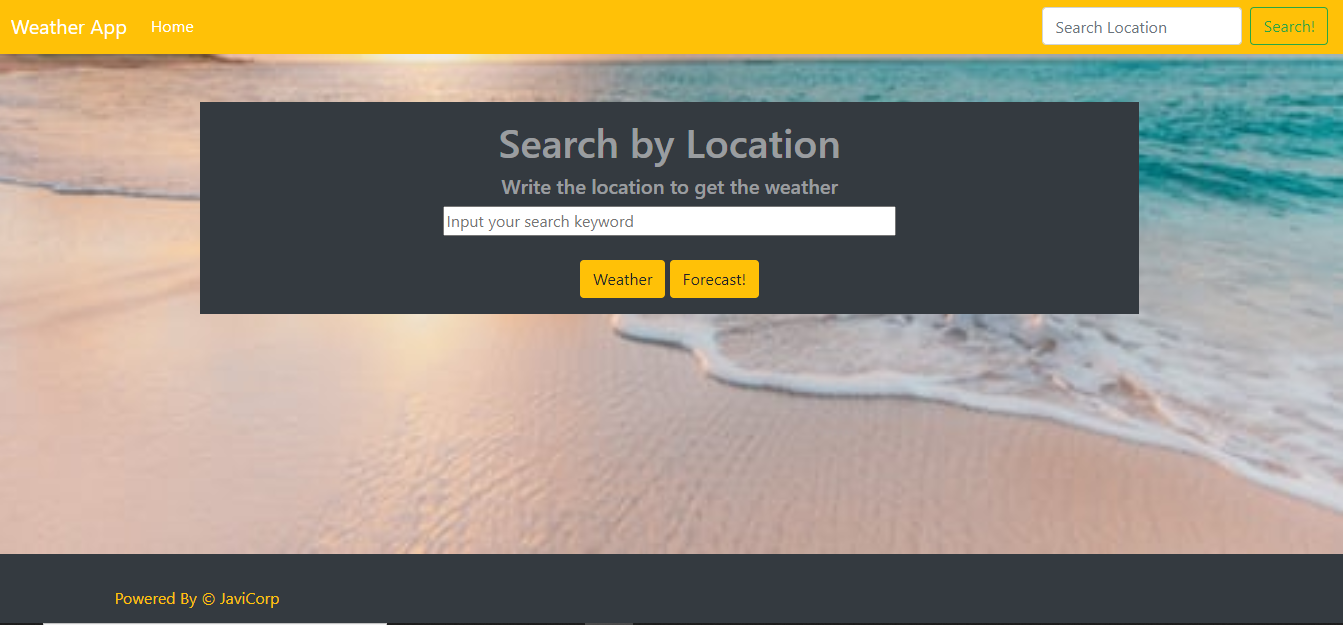 Weather App Home Search Location Search!
Search by Location
Write the location to get the weather
Input your search keyword
Weather Forecast!
Powered By © JaviCorp